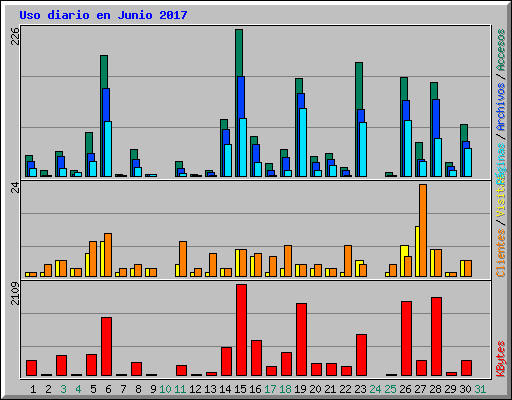 Uso diario en Junio 2017
226
24
2109
Accesos / Archivos / Páginas
Visitas / Clientes
KBytes
1 2 3 4 5 6 7 8 9 10 11 12 13 14 15 16 17 18 19 20 21 22 23 24 25 26 27 28 29 30 31